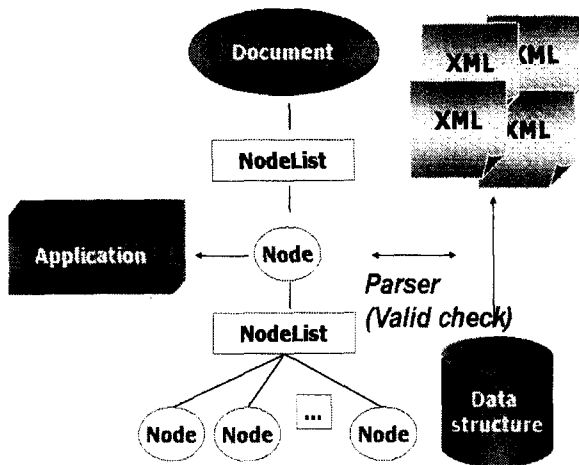 Document
XML
XML
XML
XML
NodeList
Application
Node
Parser
(Valid check)
NodeList
Node
Node
...
Node
Data
structure